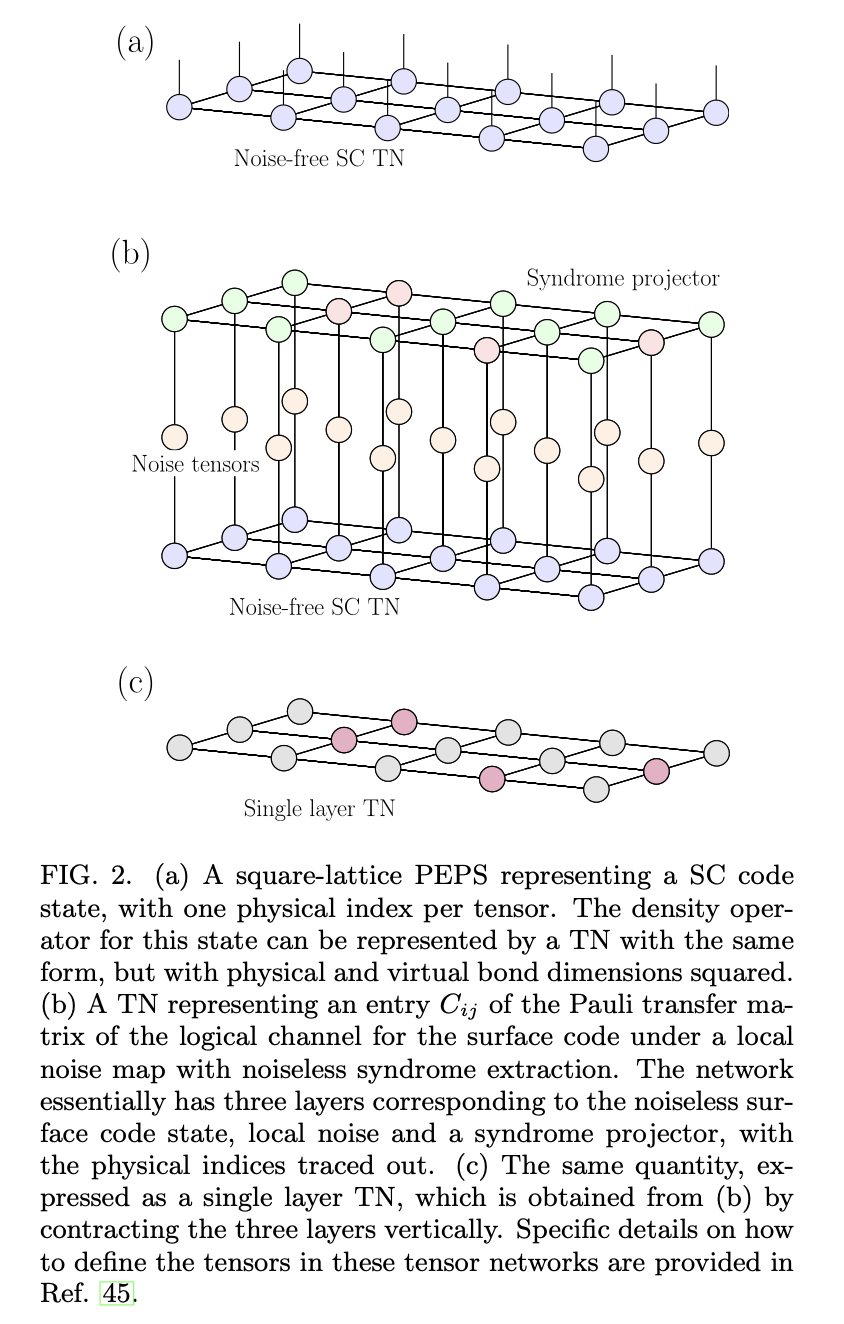 (a)
Noise-free SC TN
(b)
Syndrome projector
Noise tensors
Noise-free SC TN
(c)
Single layer TN
FIG. 2. (a) A square-lattice PEPS representing a SC code
state, with one physical index per tensor. The density oper-
ator for this state can be represented by a TN with the same
form, but with physical and virtual bond dimensions squared.
(b) A TN representing an entry C_{ij} of the Pauli transfer ma-
trix of the logical channel for the surface code under a local
noise map with noiseless syndrome extraction. The network
essentially has three layers corresponding to the noiseless sur-
face code state, local noise and a syndrome projector, with
the physical indices traced out. (c) The same quantity, ex-
pressed as a single layer TN, which is obtained from (b) by
contracting the three layers vertically. Specific details on how
to define the tensors in these tensor networks are provided in
Ref. 45.